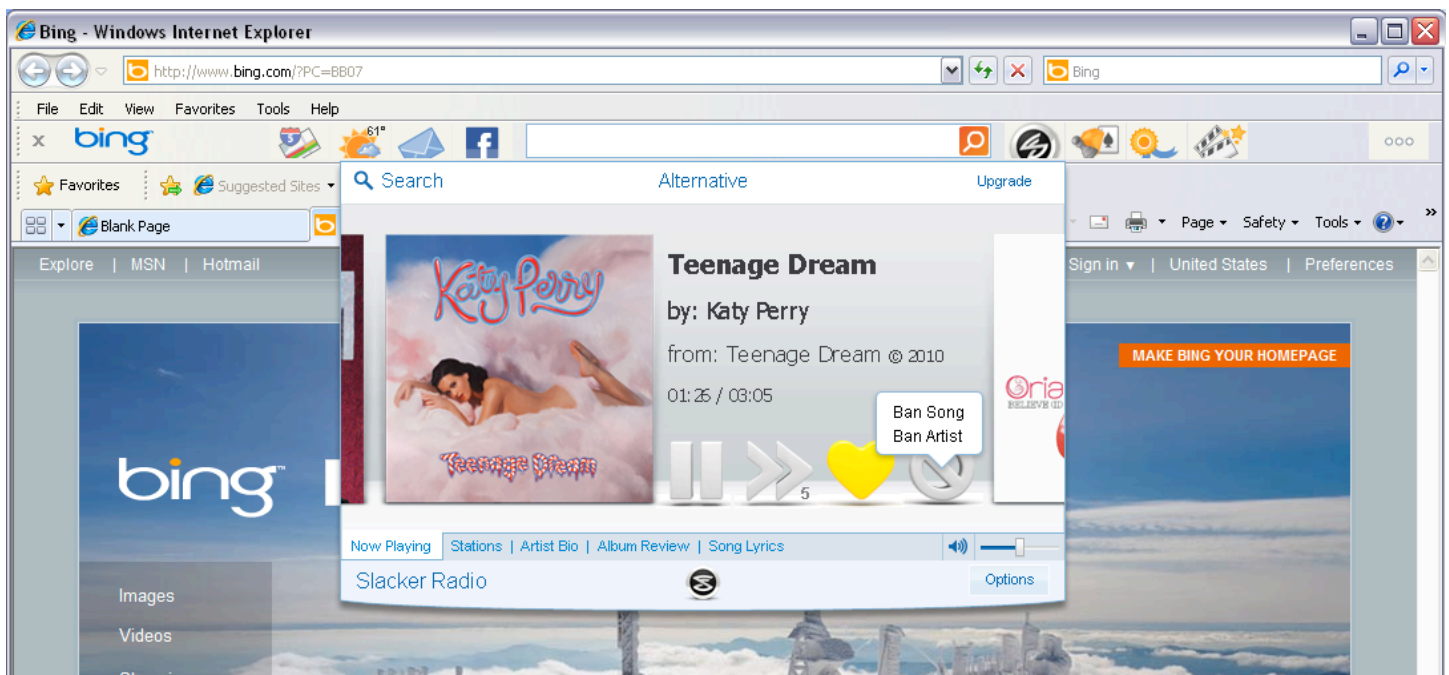 Bing - Windows Internet Explorer
http://www.bing.com/?PC=BB07
Bing
File Edit View Favorites Tools Help
x bing 61°
Favorites Suggested Sites
Search Alternative Upgrade
Blank Page
Page Safety Tools »
Explore | MSN | Hotmail
Sign in | United States | Preferences
Katy Perry
Teenage Dream
Teenage Dream
by: Katy Perry
from: Teenage Dream © 2010
01:26 / 03:05
Ban Song
Ban Artist
5
MAKE BING YOUR HOMEPAGE
bing™
Now Playing Stations | Artist Bio | Album Review | Song Lyrics
Slacker Radio Options
Images
Videos